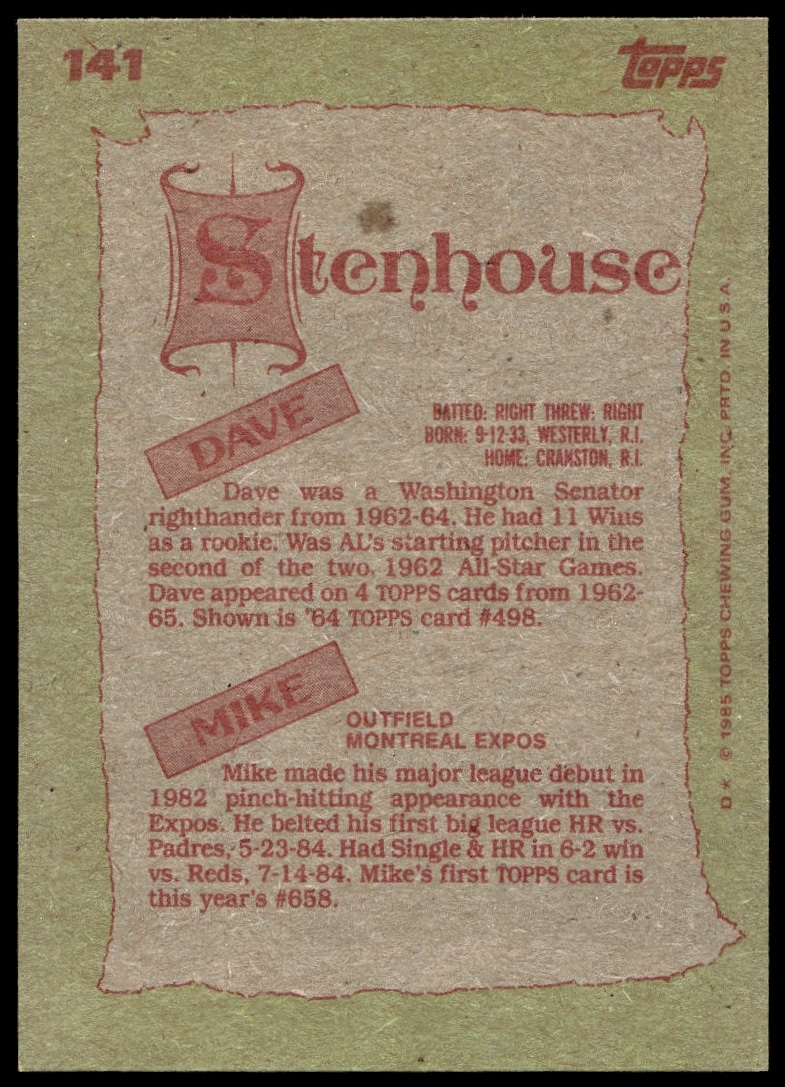 141
TOPPS
Stenhouse
DAVE
BATTED: RIGHT THREW: RIGHT
BORN: 9-12-33, WESTERLY, R.I.
HOME: CRANSTON, R.I.
Dave was a Washington Senator
righthander from 1962-64. He had 11 Wins
as a rookie. Was AL's starting pitcher in the
second of the two 1962 All-Star Games.
Dave appeared on 4 TOPPS cards from 1962-
65. Shown is '64 TOPPS card #498.
MIKE
OUTFIELD
MONTREAL EXPOS
Mike made his major league debut in
1982 pinch-hitting appearance with the
Expos. He belted his first big league HR vs.
Padres, 5-23-84. Had Single & HR in 6-2 win
vs. Reds, 7-14-84. Mike's first TOPPS card is
this year's #658.
D* © 1985 TOPPS CHEWING GUM, INC. PRTD. IN U.S.A.